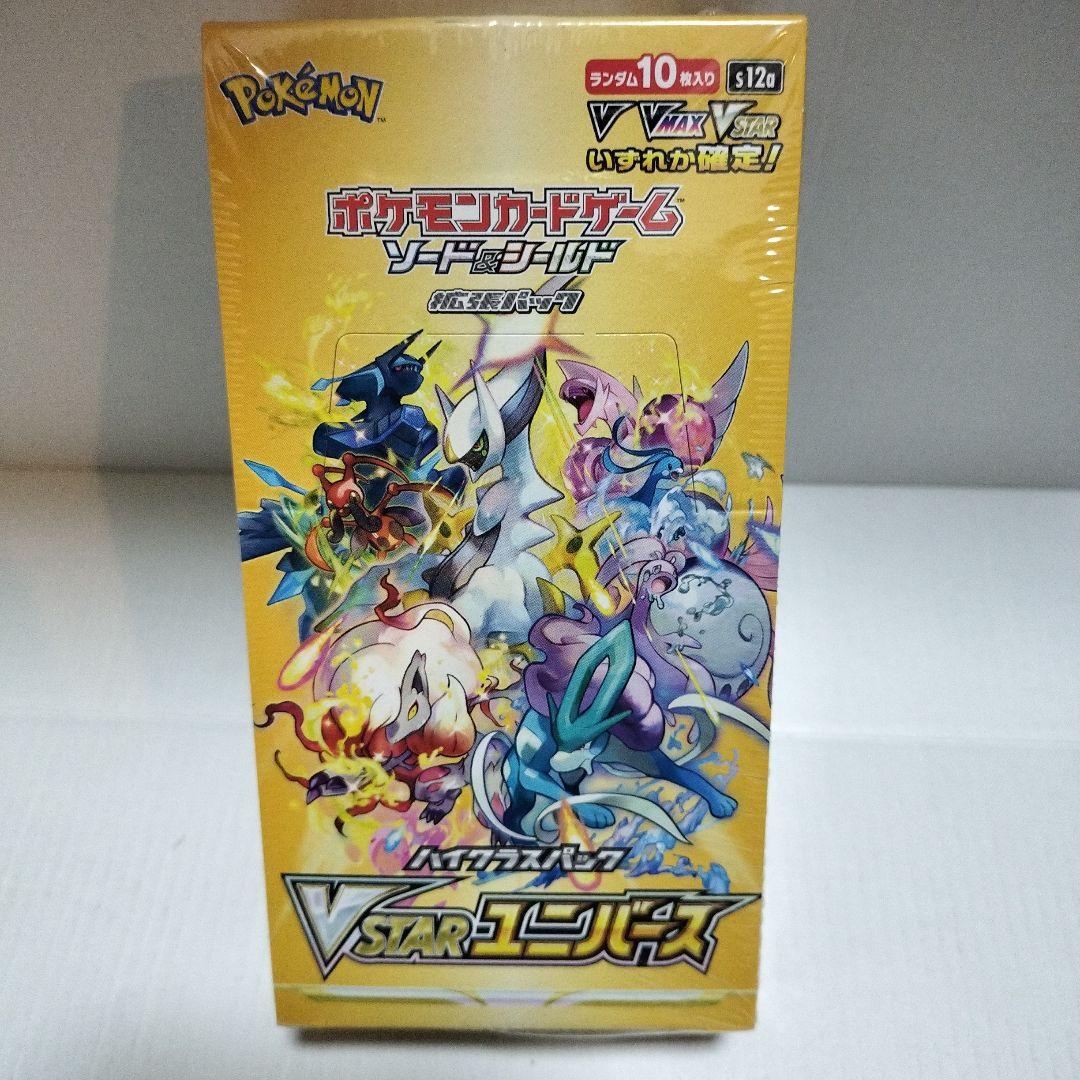 POKÉMON™
ランダム10枚入り s12a
V VMAX VSTAR
いずれか確定!
ポケモンカードゲーム™
ソード&シールド
拡張パック
ハイクラスパック
VSTARユニバース